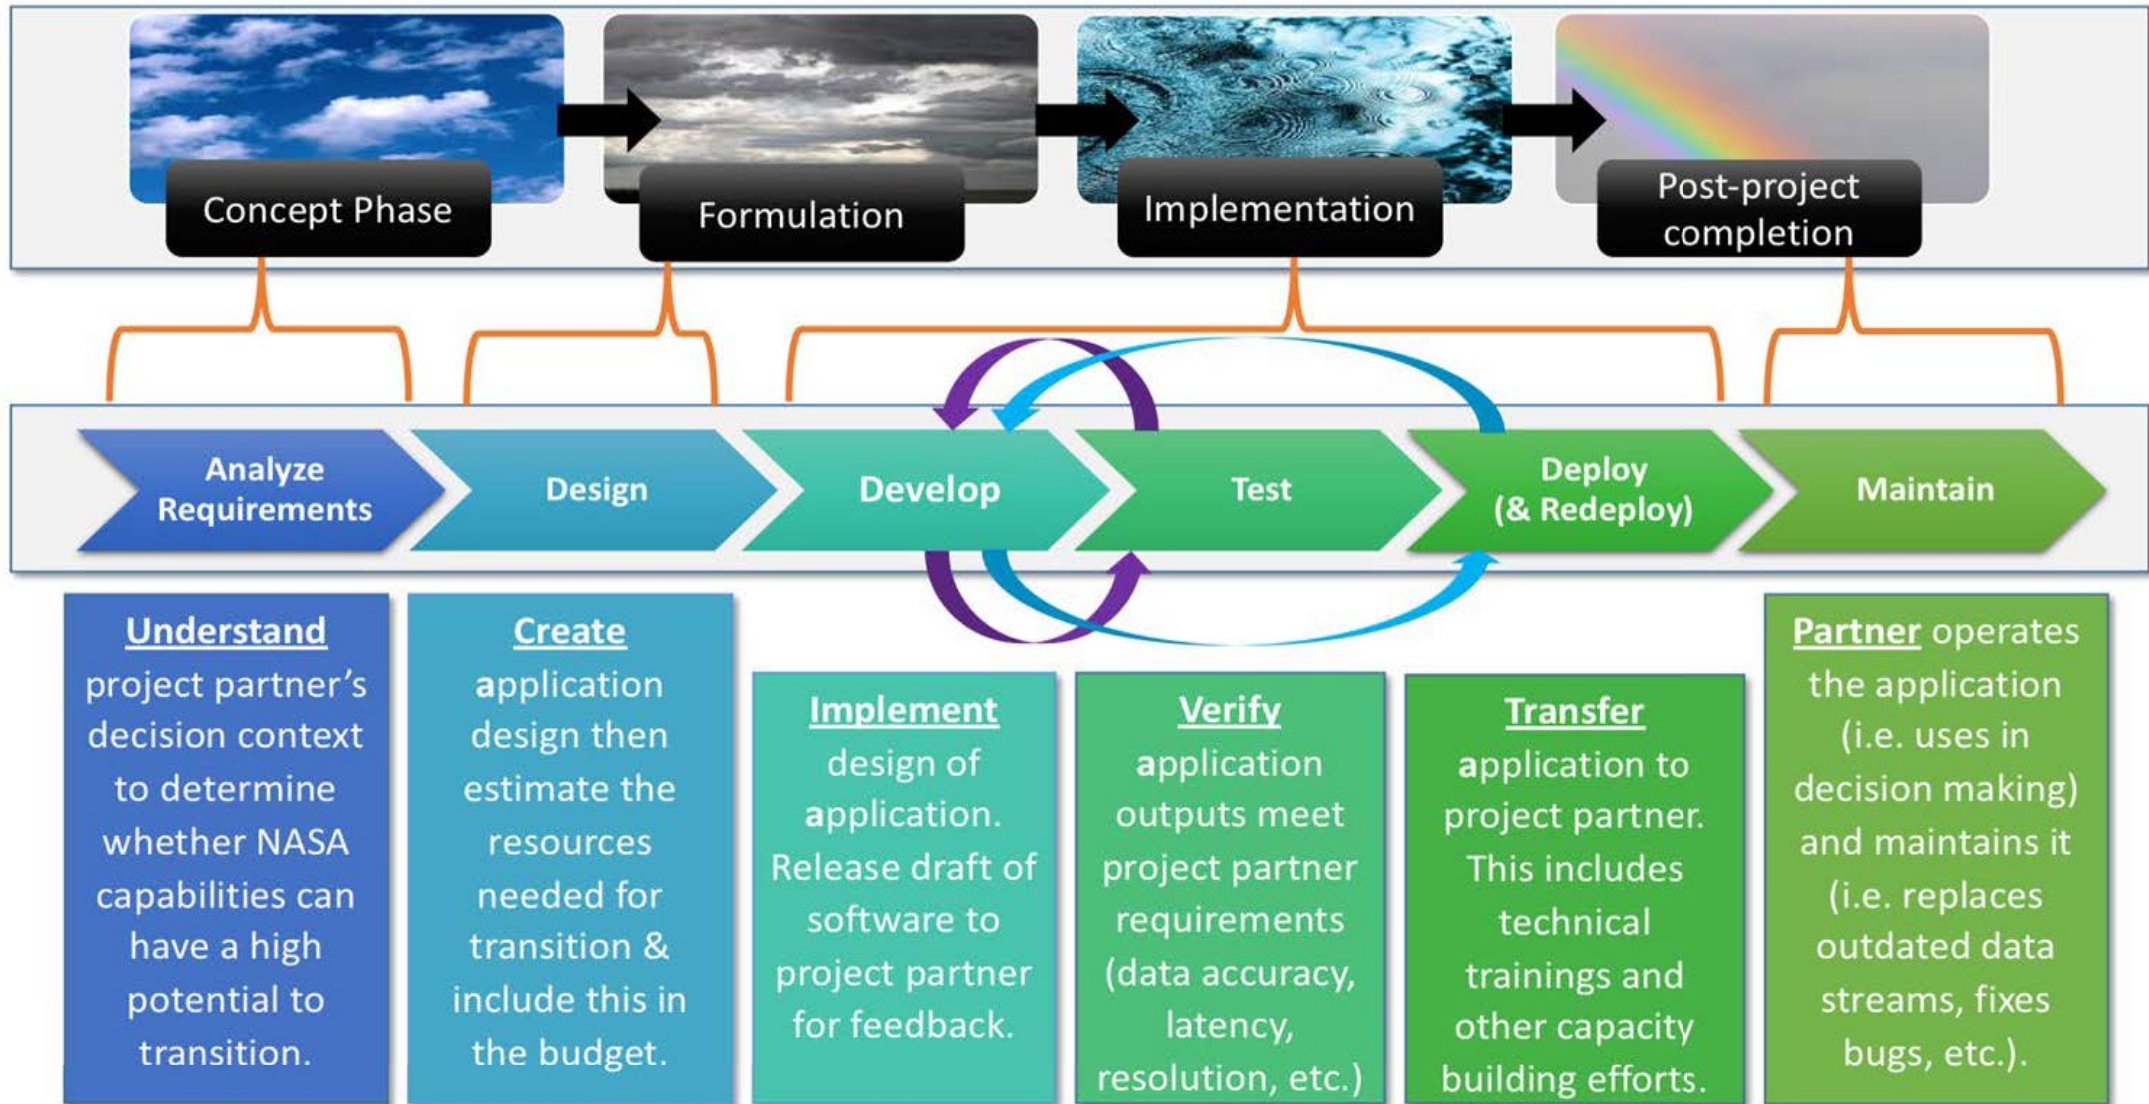 Concept Phase
Formulation
Implementation
Post-project
completion
Analyze
Requirements
Design
Develop
Test
Deploy
(& Redeploy)
Maintain
Understand
project partner's
decision context
to determine
whether NASA
capabilities can
have a high
potential to
transition.
Create
application
design then
estimate the
resources
needed for
transition &
include this in
the budget.
Implement
design of
application.
Release draft of
software to
project partner
for feedback.
Verify
application
outputs meet
project partner
requirements
(data accuracy,
latency,
resolution, etc.)
Transfer
application to
project partner.
This includes
technical
trainings and
other capacity
building efforts.
Partner operates
the application
(i.e. uses in
decision making)
and maintains it
(i.e. replaces
outdated data
streams, fixes
bugs, etc.).